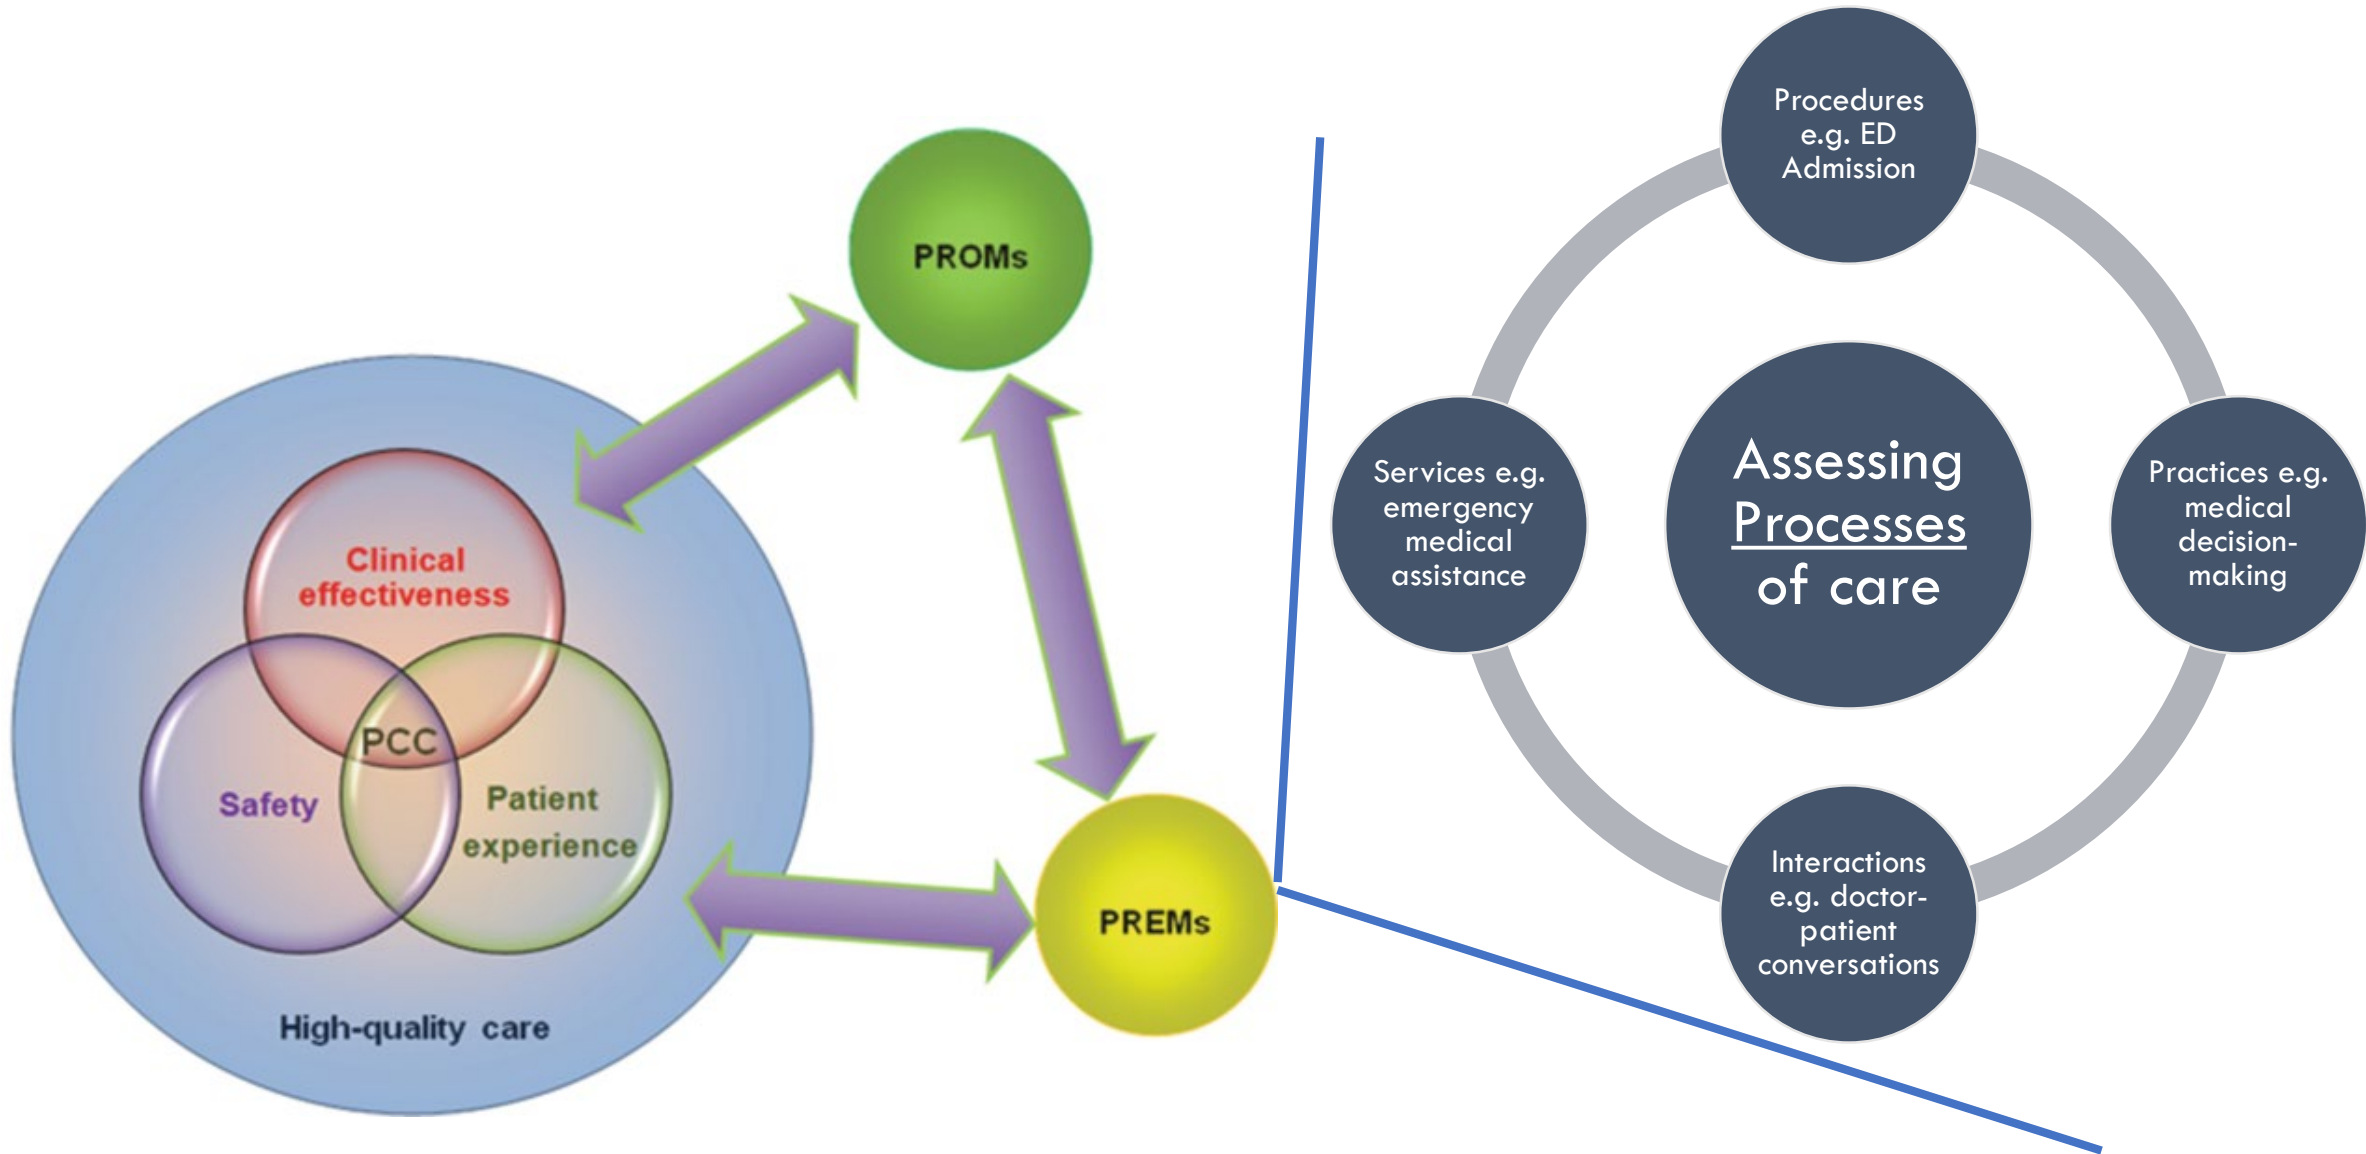 PROMs
Clinical
effectiveness
PCC
Safety
Patient
experience
High-quality care
PREMs
Procedures
e.g. ED
Admission
Services e.g.
emergency
medical
assistance
Assessing
Processes
of care
Practices e.g.
medical
decision-
making
Interactions
e.g. doctor-
patient
conversations